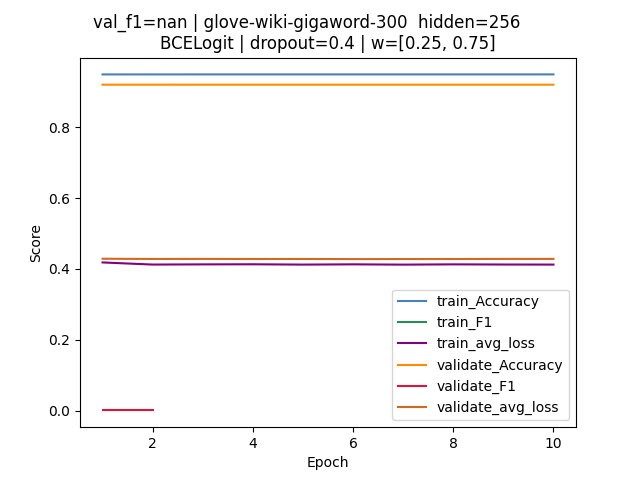 val_f1=nan | glove-wiki-gigaword-300  hidden=256
BCELogit | dropout=0.4 | w=[0.25, 0.75]
Score
0.8
0.6
0.4
0.2
0.0
train_Accuracy
train_F1
train_avg_loss
validate_Accuracy
validate_F1
validate_avg_loss
2 4 6 8 10
Epoch